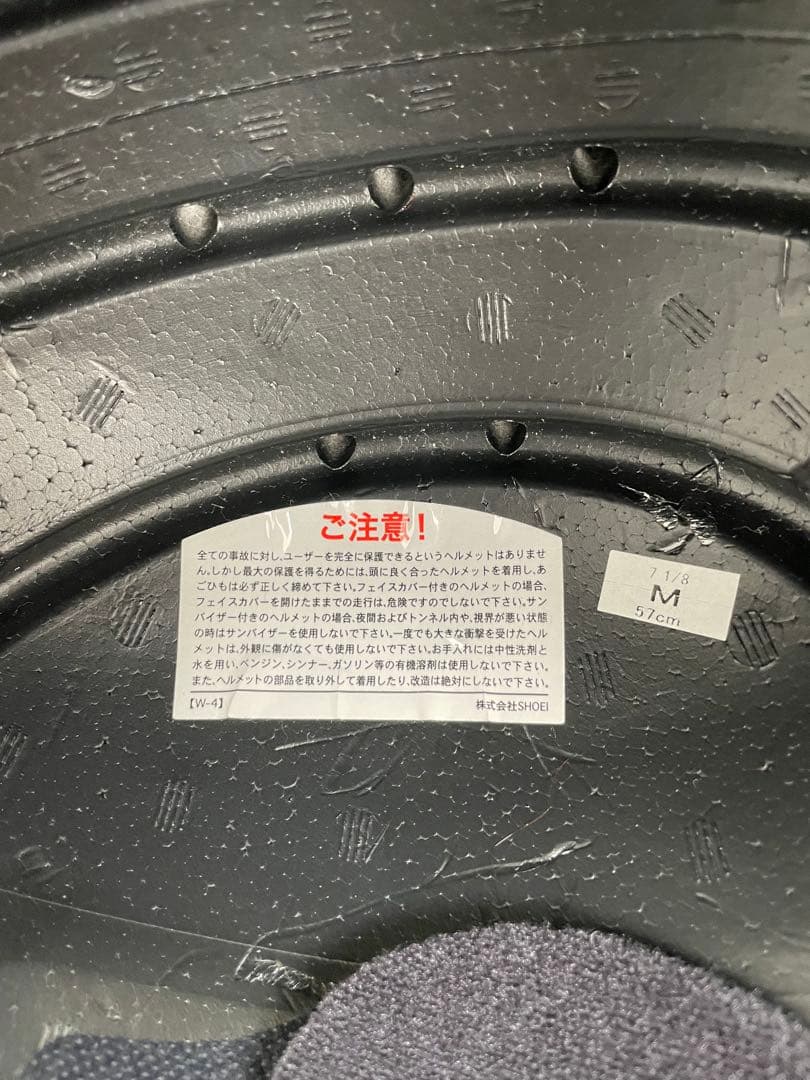 ご注意！
全ての事故に対し、ユーザーを完全に保護できるというヘルメットはありませ
ん。しかし最大の保護を得るためには、頭に良く合ったヘルメットを着用し、あ
ごひもは必ず正しく締めて下さい。フェイスカバー付きのヘルメットの場合、
フェイスカバーを開けたままでの走行は、危険ですのでしないで下さい。サン
バイザー付きのヘルメットの場合、夜間およびトンネル内や、視界が悪い状態
の時はサンバイザーを使用しないで下さい。一度でも大きな衝撃を受けたヘル
メットは、外観に傷がなくても使用しないで下さい。お手入れには中性洗剤と
水を用い、ベンジン、シンナー、ガソリン等の有機溶剤は使用しないで下さい。
また、ヘルメットの部品を取り外して着用したり、改造は絶対にしないで下さい。
【W-4】 株式会社SHOEI
7 1/8
M
57cm